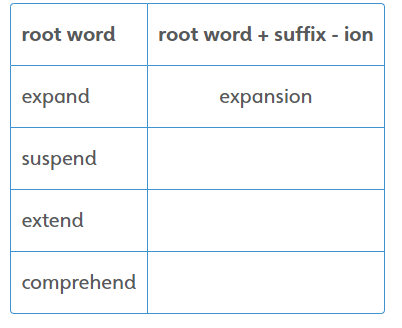 root word root word + suffix - ion
expand expansion
suspend
extend
comprehend